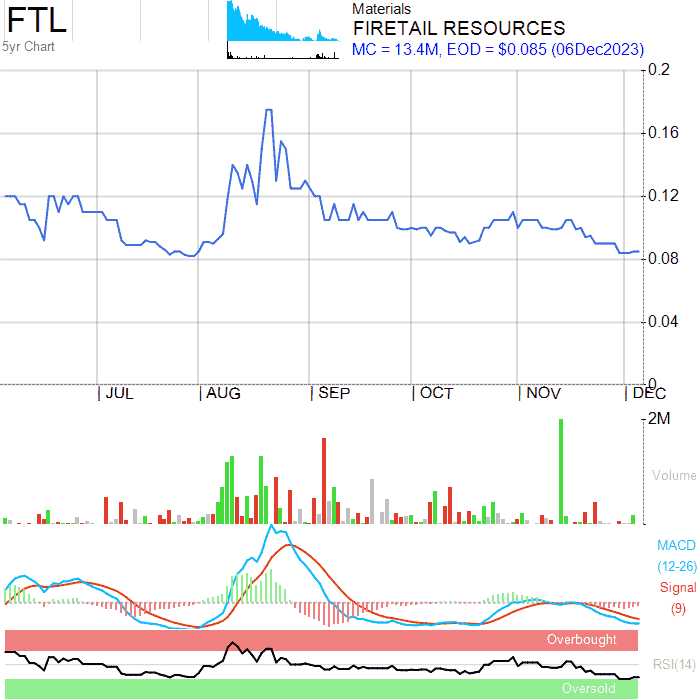 FTL
5yr Chart
Materials
FIRETAIL RESOURCES
MC = 13.4M, EOD = $0.085 (06Dec2023)
0.2
0.16
0.12
0.08
0.04
0
JUL AUG SEP OCT NOV DEC
2M
Volume
MACD
(12-26)
Signal
(9)
Overbought
RSI(14)
Oversold